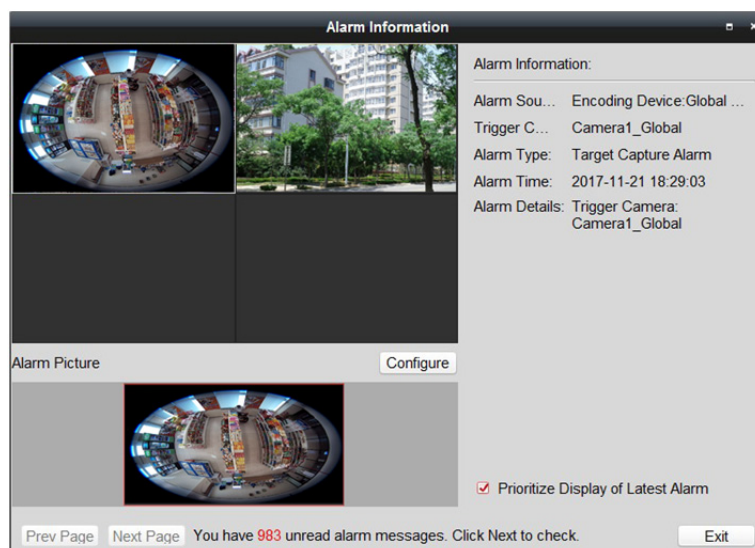 Alarm Information
Alarm Information:
Alarm Sou... Encoding Device:Global ...
Trigger C... Camera1_Global
Alarm Type: Target Capture Alarm
Alarm Time: 2017-11-21 18:29:03
Alarm Details: Trigger Camera:
Camera1_Global
Alarm Picture
Configure
Prioritize Display of Latest Alarm
Prev Page
Next Page
You have 983 unread alarm messages. Click Next to check.
Exit